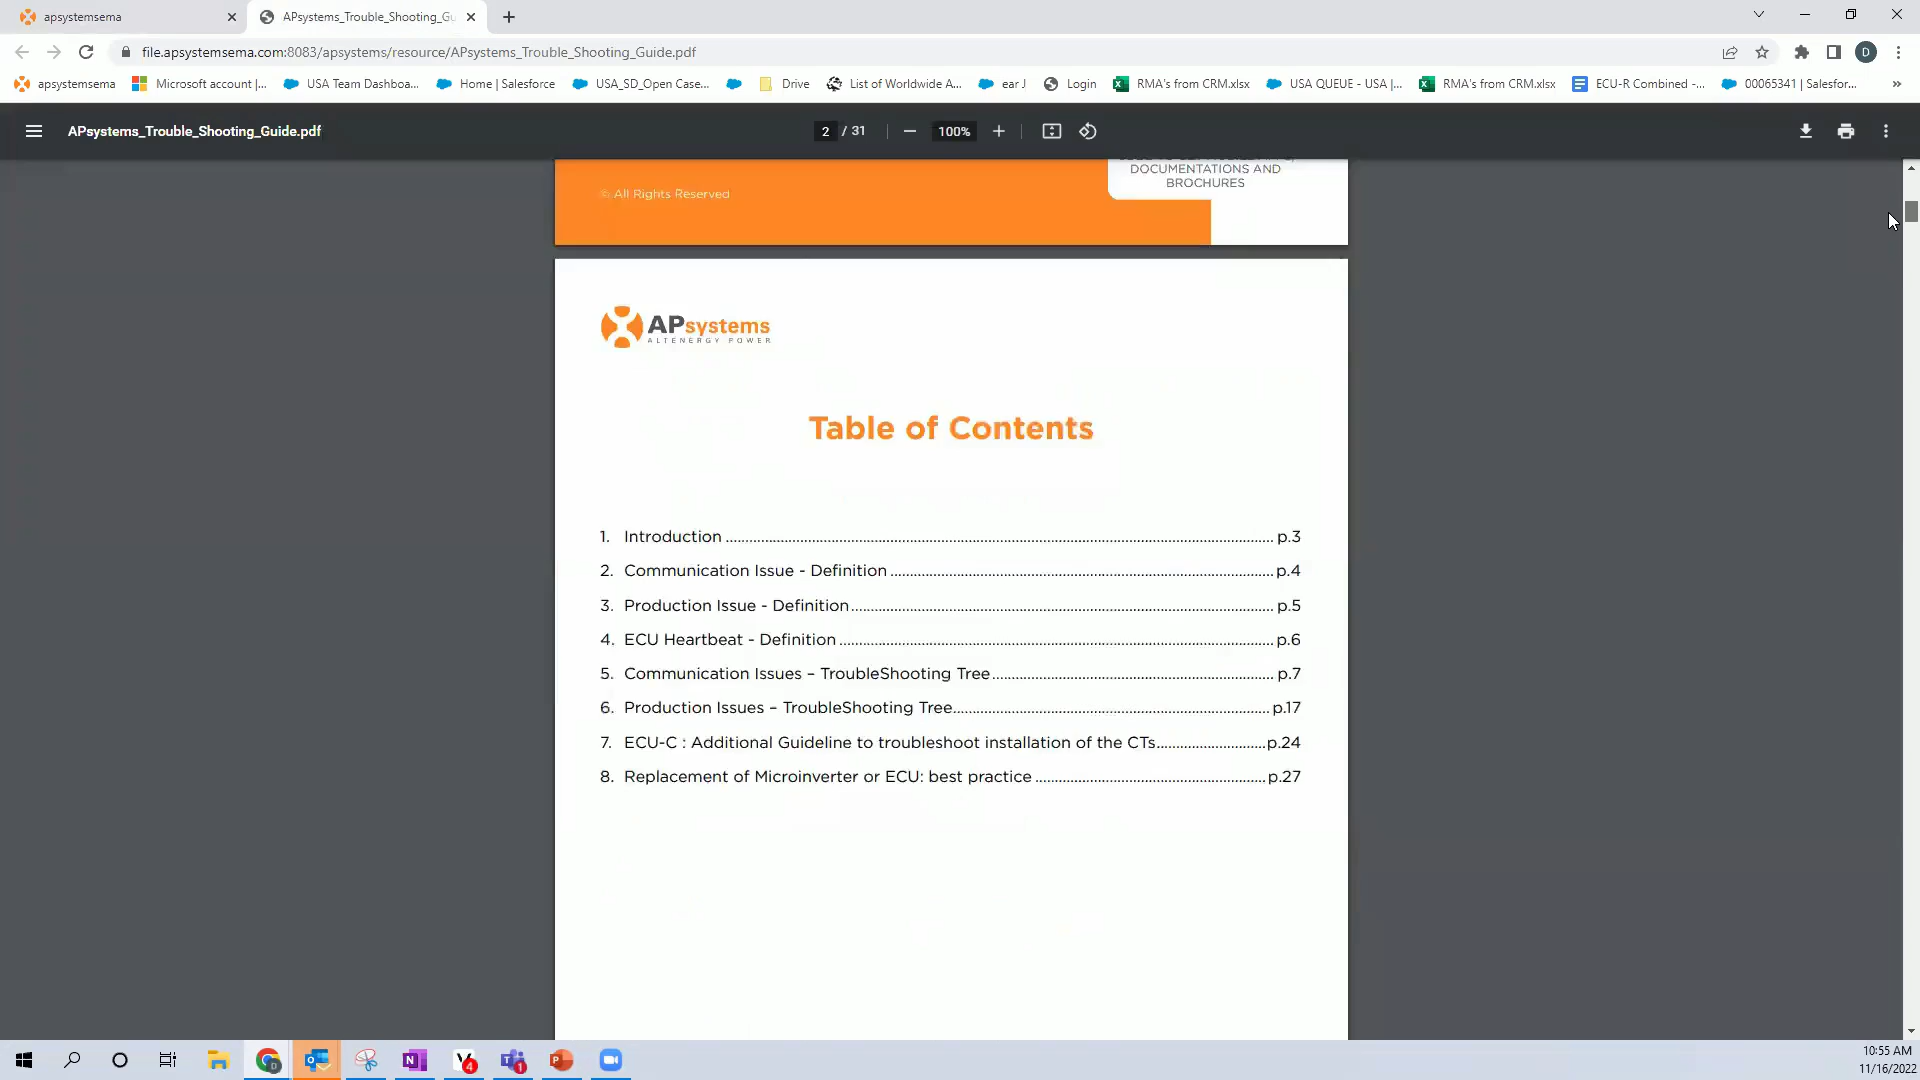 apsystemsema
APsystems_Trouble_Shooting_Gu
file.apsystemsema.com:8083/apsystems/resource/APsystems_Trouble_Shooting_Guide.pdf
D
apsystemsema
Microsoft account |...
USA Team Dashboa...
Home | Salesforce
USA_SD_Open Case...
Drive
List of Worldwide A...
ear J
Login
RMA's from CRM.xlsx
USA QUEUE - USA |...
RMA's from CRM.xlsx
ECU-R Combined -...
00065341 | Salesfor...
»
APsystems_Trouble_Shooting_Guide.pdf
2 / 31
100%
DOCUMENTATIONS AND
BROCHURES
© All Rights Reserved
APsystems
ALTENERGY POWER
Table of Contents
1. Introduction ........ p.3
2. Communication Issue - Definition ........ p.4
3. Production Issue - Definition ........ p.5
4. ECU Heartbeat - Definition ........ p.6
5. Communication Issues – TroubleShooting Tree ........ p.7
6. Production Issues – TroubleShooting Tree ........ p.17
7. ECU-C : Additional Guideline to troubleshoot installation of the CTs ........ p.24
8. Replacement of Microinverter or ECU: best practice ........ p.27
10:55 AM
11/16/2022